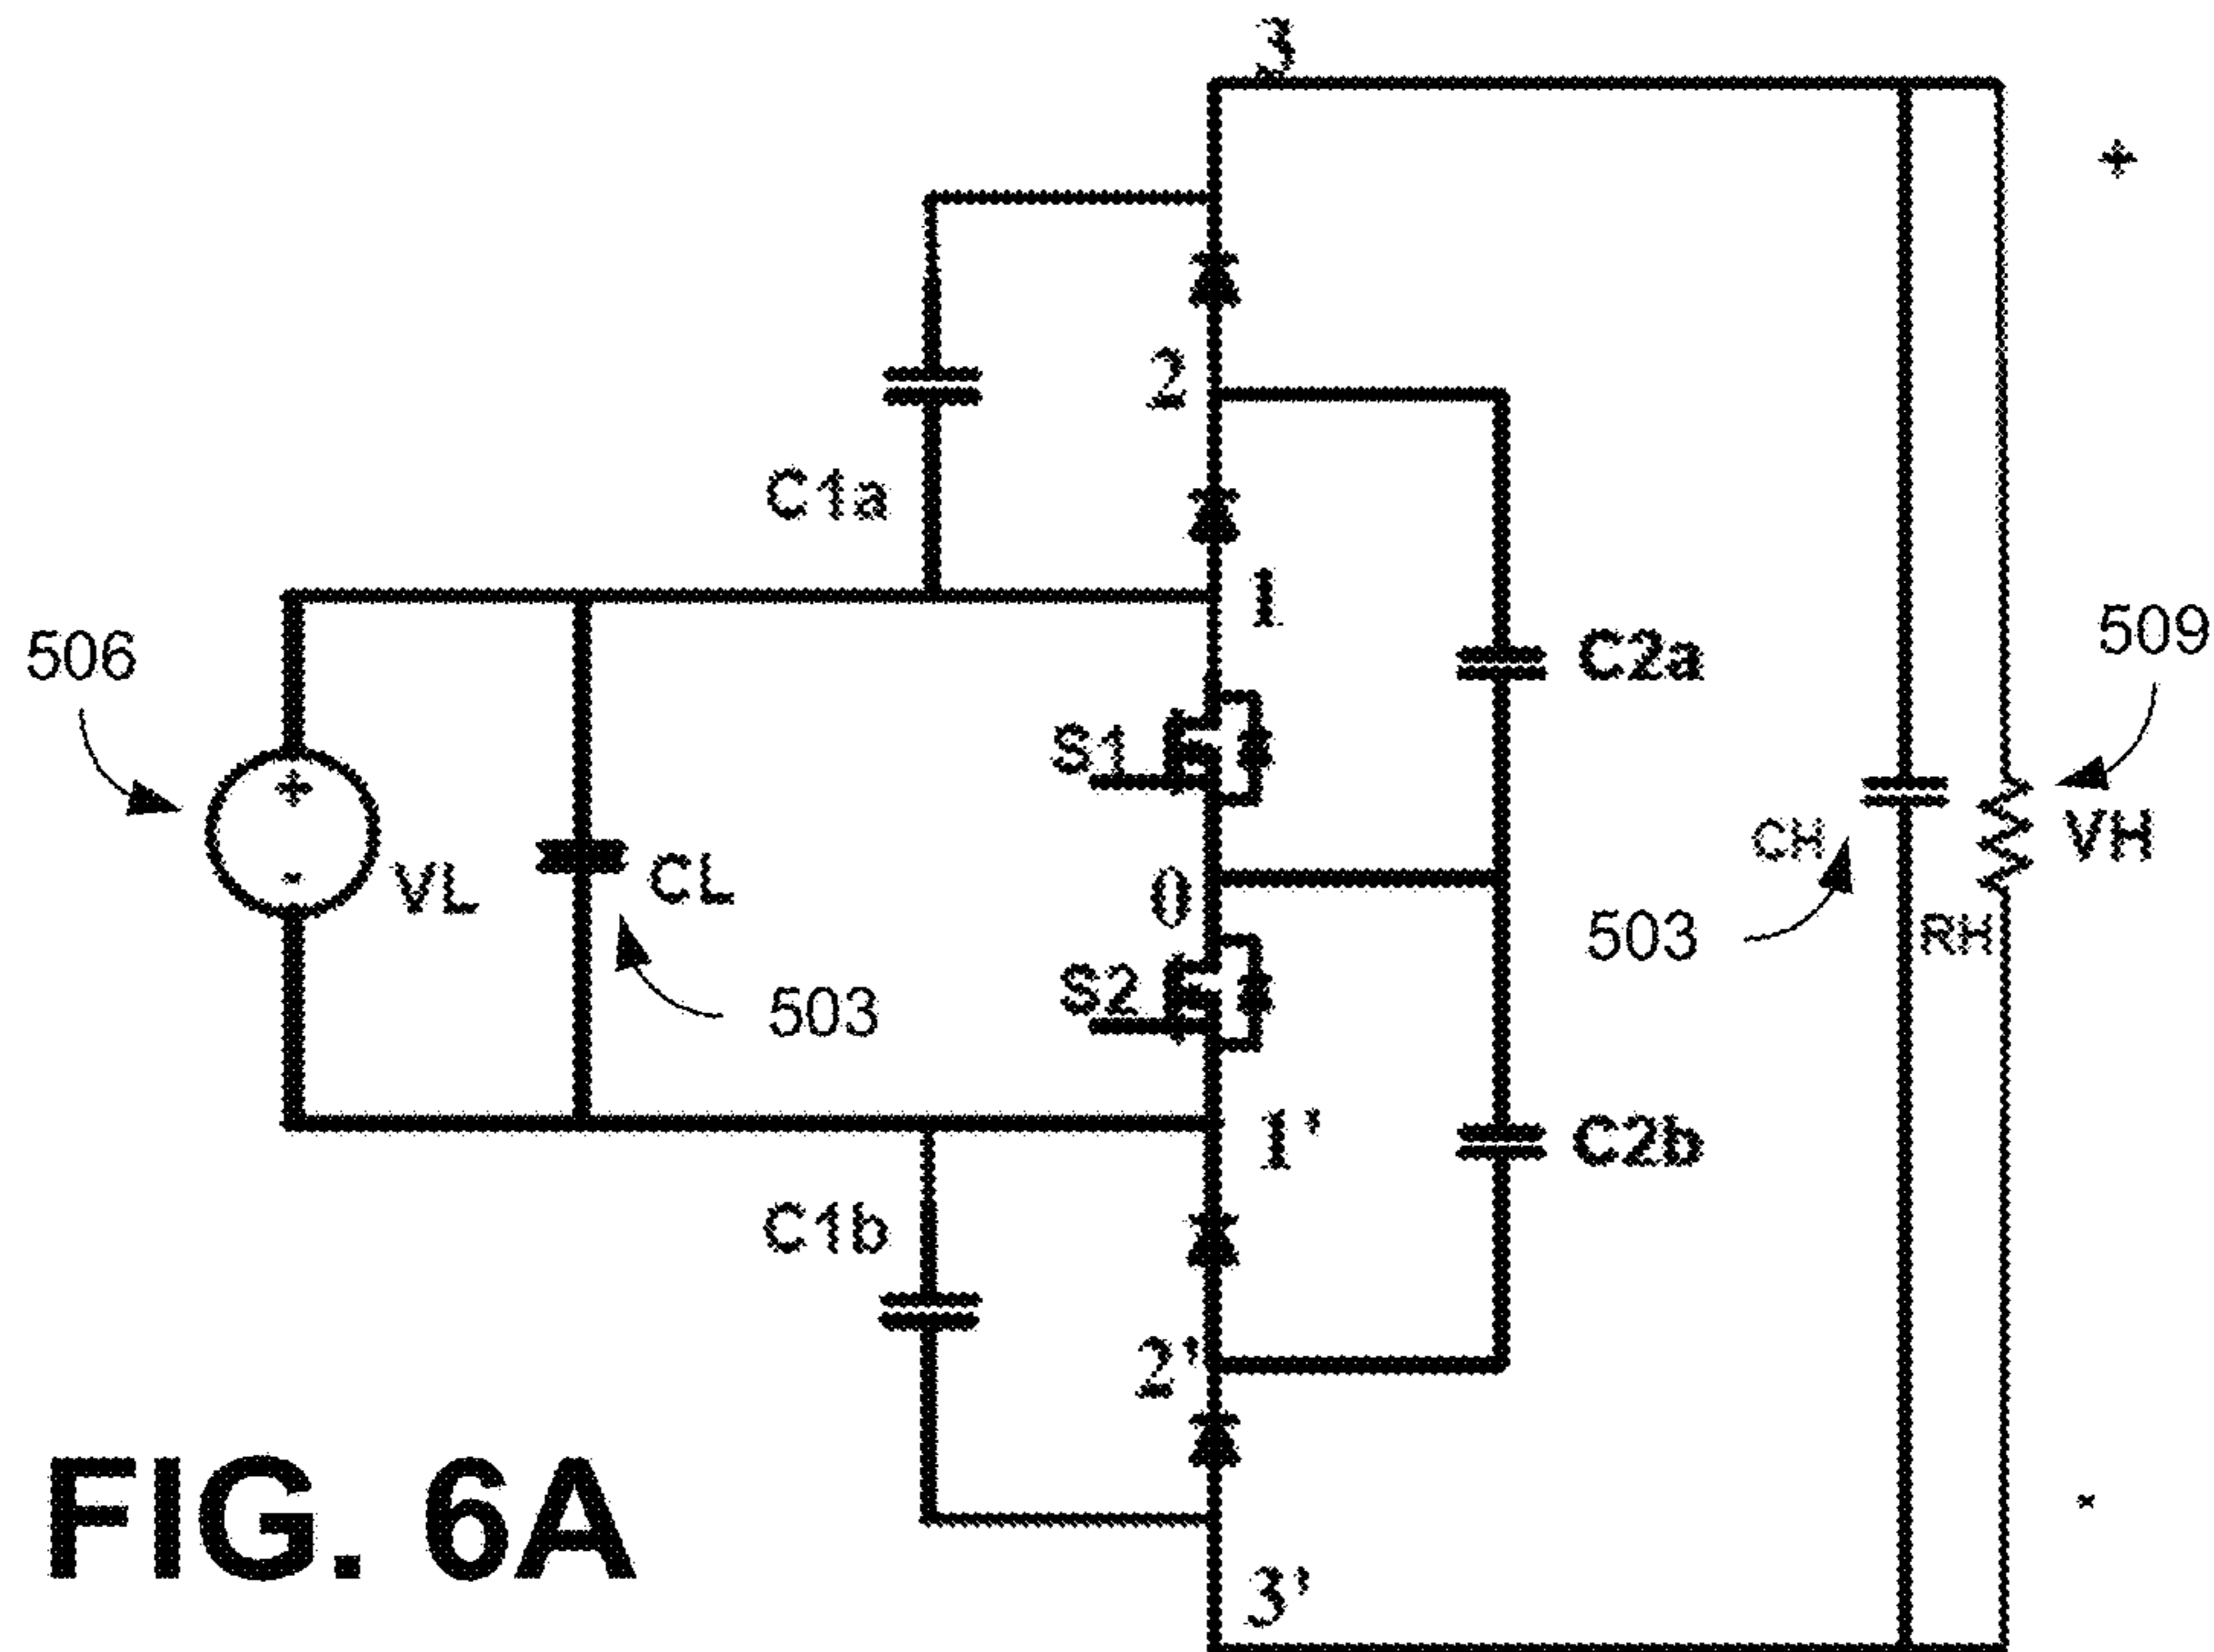 3
+
2
C1a
1
506
509
C2a
S1
+
-
VL
CL
0
CH
VH
503
RH
S2
503
1'
C2b
C1b
2'
-
FIG. 6A
3'